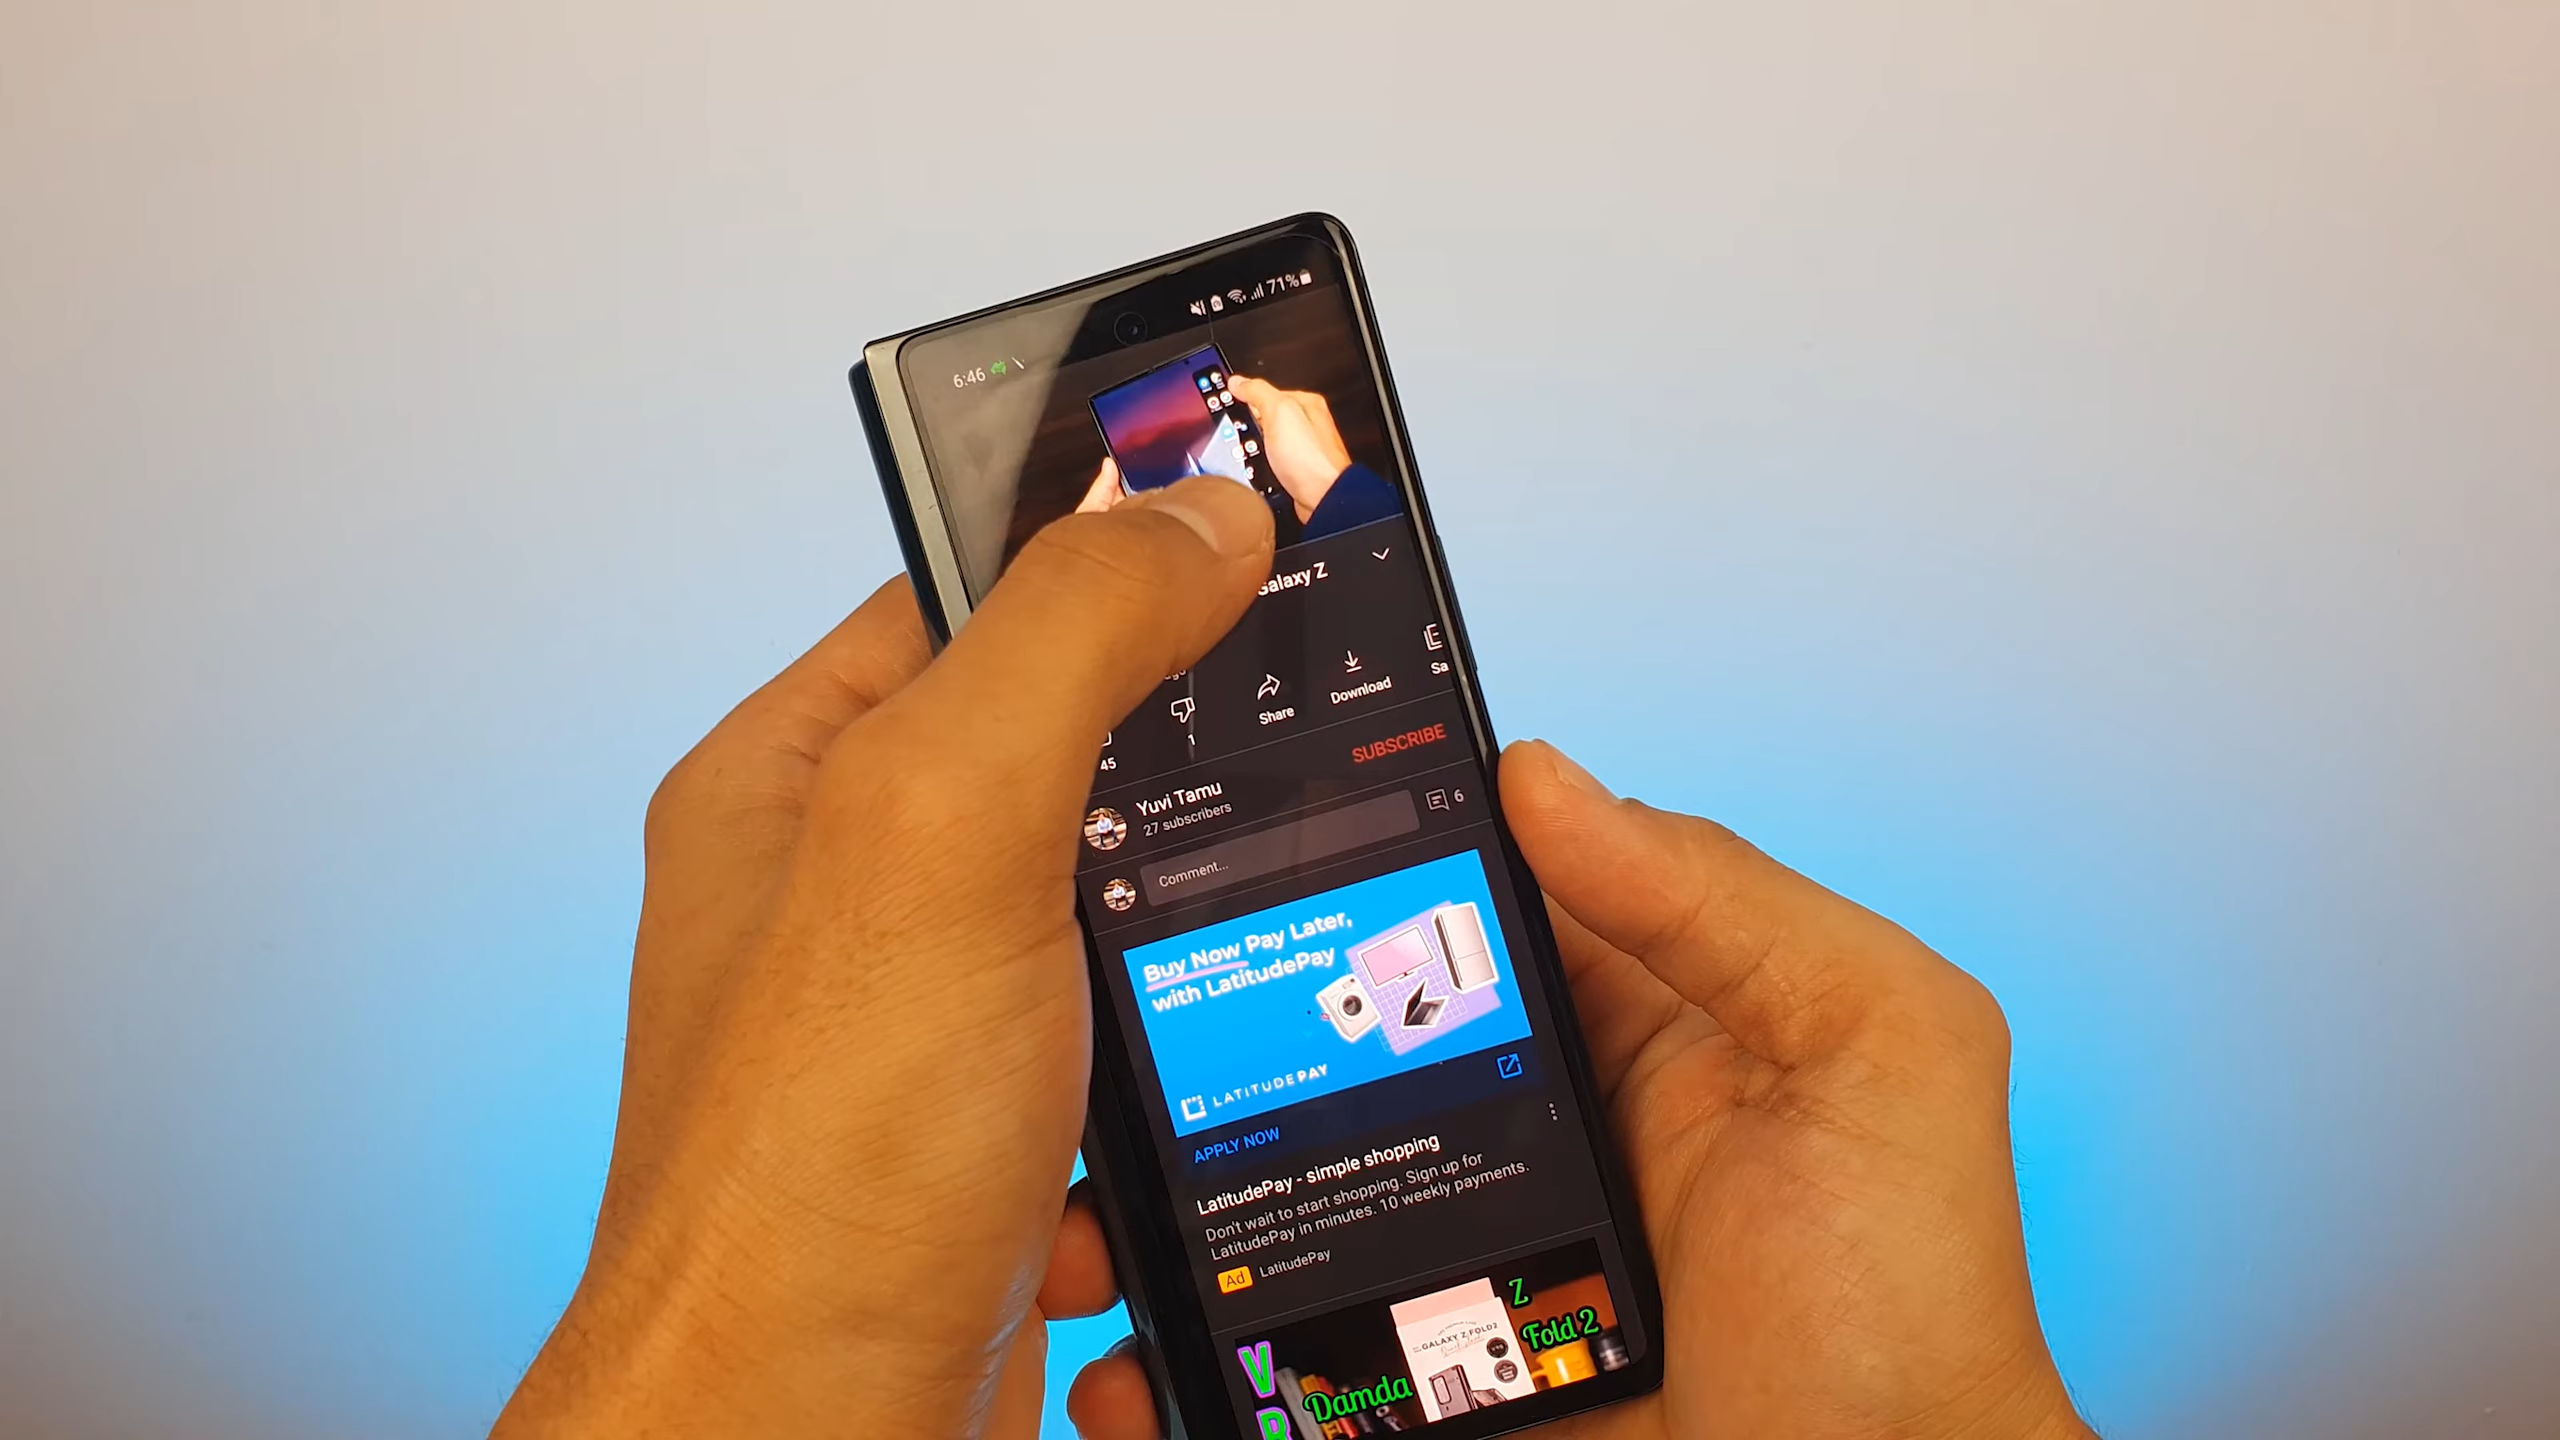 71%
6:46
Galaxy Z
Share
Download
Sa
45
1
SUBSCRIBE
Yuvi Tamu
27 subscribers
6
Comment...
Buy Now Pay Later,
with LatitudePay
LATITUDEPAY
APPLY NOW
LatitudePay - simple shopping
Don't wait to start shopping. Sign up for
LatitudePay in minutes. 10 weekly payments.
Ad LatitudePay
Z
Fold 2
GALAXY Z FOLD2
V
Damda